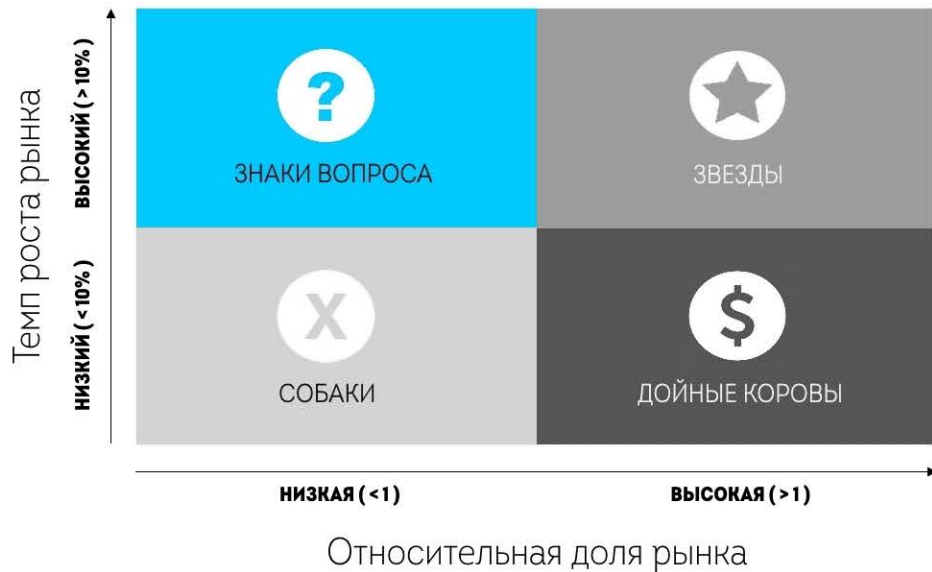 Темп роста рынка
ВЫСОКИЙ ( >10% )
НИЗКИЙ ( <10% )
?
ЗНАКИ ВОПРОСА
ЗВЕЗДЫ
X
СОБАКИ
$
ДОЙНЫЕ КОРОВЫ
НИЗКАЯ ( <1 )
ВЫСОКАЯ ( >1 )
Относительная доля рынка